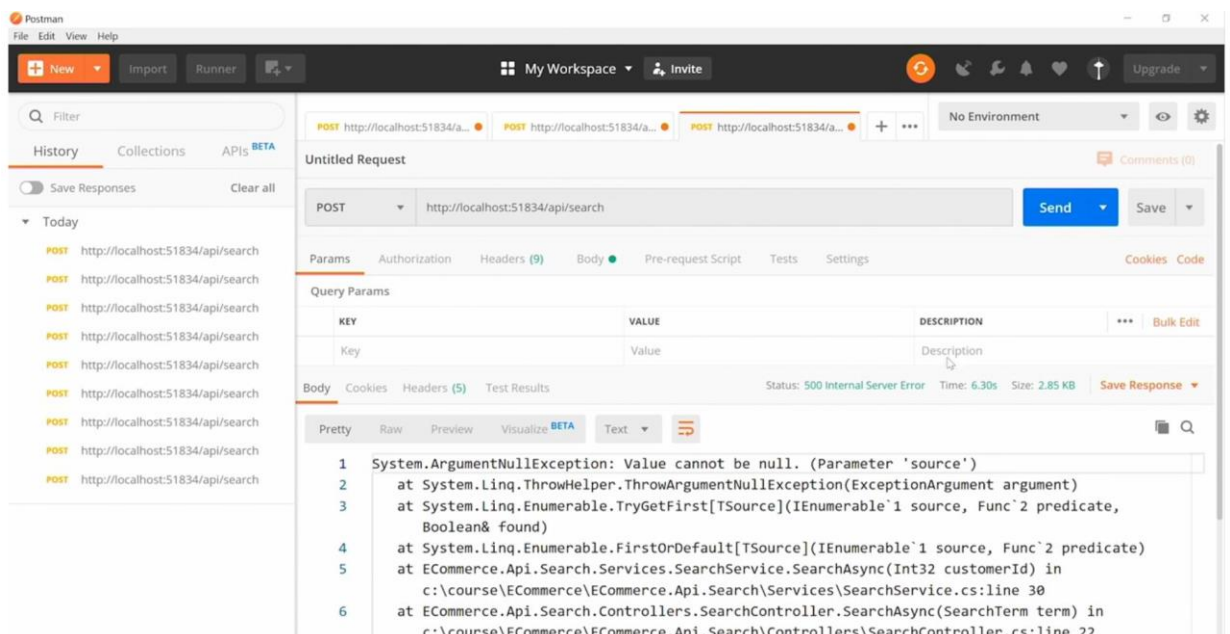 Postman
File Edit View Help
New Import Runner My Workspace Invite Upgrade
Filter
History Collections APIs BETA
Save Responses Clear all
Today
POST http://localhost:51834/api/search
POST http://localhost:51834/api/search
POST http://localhost:51834/api/search
POST http://localhost:51834/api/search
POST http://localhost:51834/api/search
POST http://localhost:51834/api/search
POST http://localhost:51834/api/search
POST http://localhost:51834/api/search
POST http://localhost:51834/api/search
POST http://localhost:51834/a... POST http://localhost:51834/a... POST http://localhost:51834/a... No Environment
Untitled Request Comments (0)
POST http://localhost:51834/api/search Send Save
Params Authorization Headers (9) Body Pre-request Script Tests Settings Cookies Code
Query Params
KEY VALUE DESCRIPTION Bulk Edit
Key Value Description
Body Cookies Headers (5) Test Results Status: 500 Internal Server Error Time: 6.30s Size: 2.85 KB Save Response
Pretty Raw Preview Visualize BETA Text
1 System.ArgumentNullException: Value cannot be null. (Parameter 'source')
2 at System.Linq.ThrowHelper.ThrowArgumentNullException(ExceptionArgument argument)
3 at System.Linq.Enumerable.TryGetFirst[TSource](IEnumerable`1 source, Func`2 predicate,
Boolean& found)
4 at System.Linq.Enumerable.FirstOrDefault[TSource](IEnumerable`1 source, Func`2 predicate)
5 at ECommerce.Api.Search.Services.SearchService.SearchAsync(Int32 customerId) in
c:\course\ECommerce\ECommerce.Api.Search\Services\SearchService.cs:line 30
6 at ECommerce.Api.Search.Controllers.SearchController.SearchAsync(SearchTerm term) in
c:\course\ECommerce\ECommerce.Api.Search\Controllers\SearchController.cs:line 22